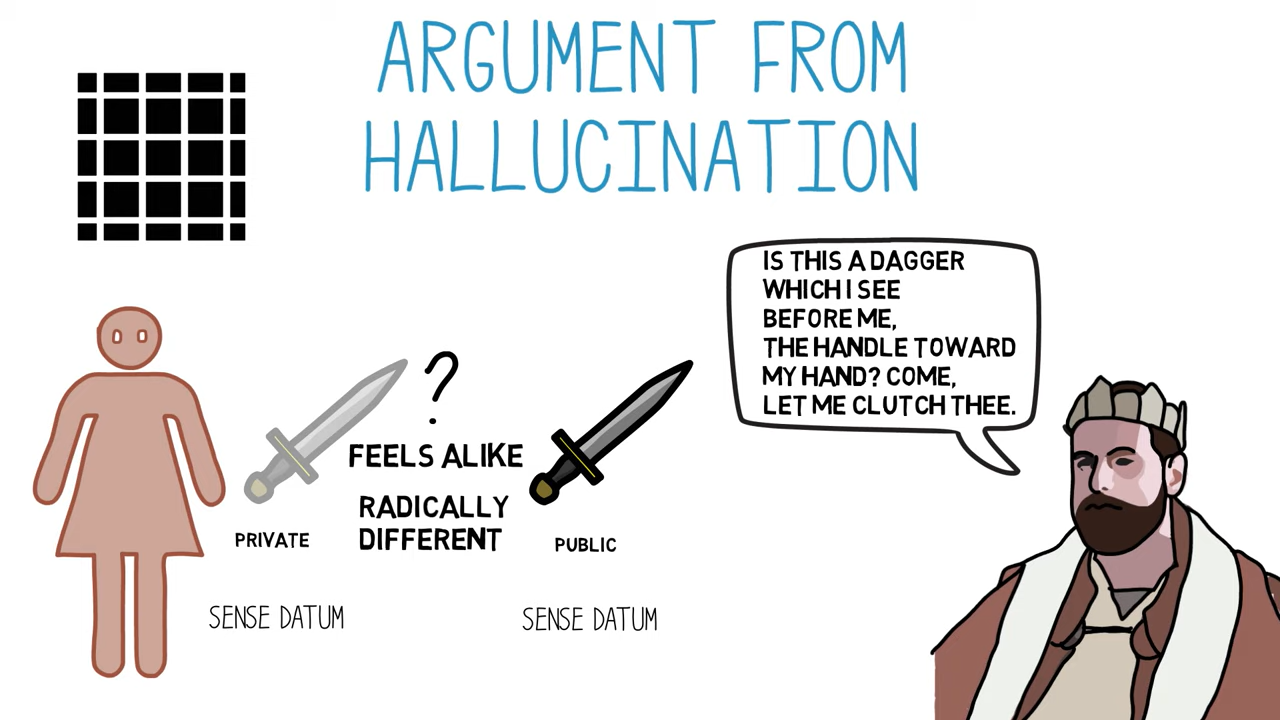 ARGUMENT FROM
HALLUCINATION
IS THIS A DAGGER
WHICH I SEE
BEFORE ME,
THE HANDLE TOWARD
MY HAND? COME,
LET ME CLUTCH THEE.
?
FEELS ALIKE
RADICALLY
DIFFERENT
PRIVATE
PUBLIC
SENSE DATUM
SENSE DATUM